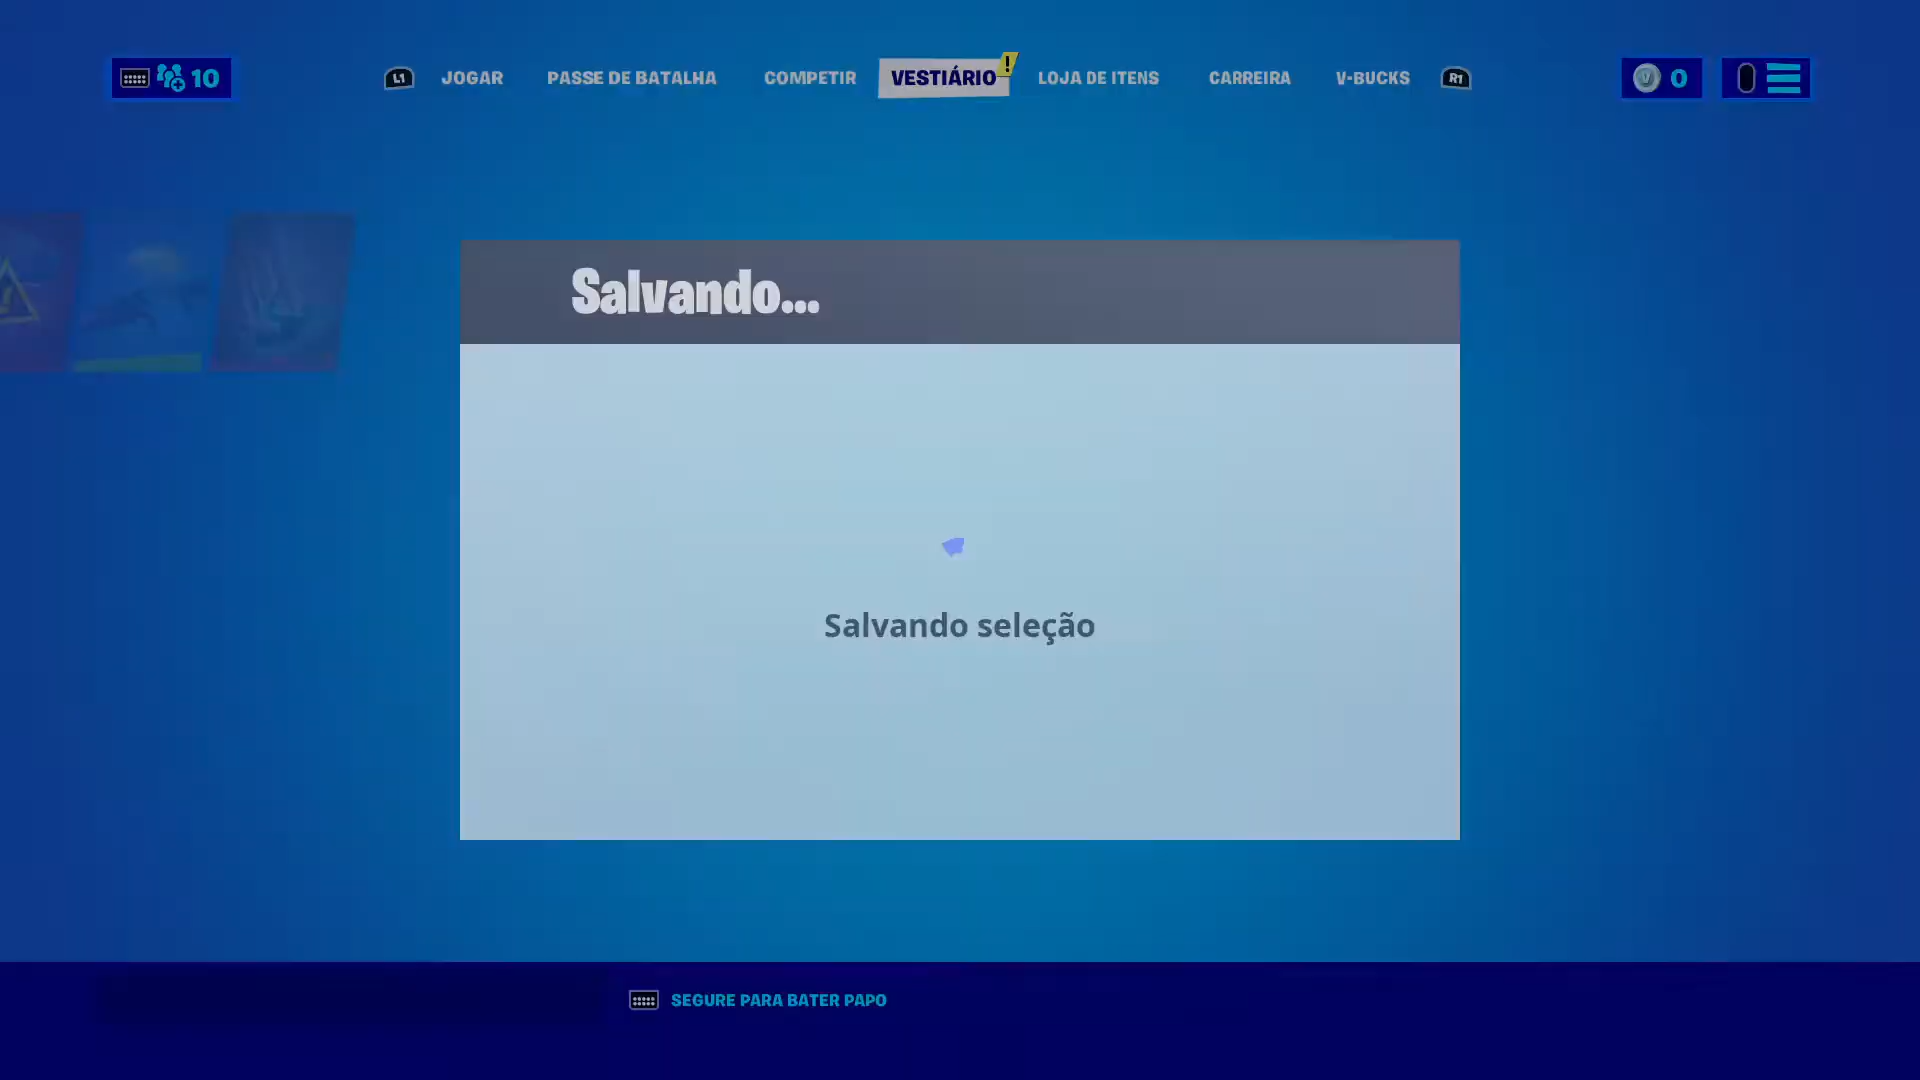 10
L1
JOGAR
PASSE DE BATALHA
COMPETIR
VESTIÁRIO
!
LOJA DE ITENS
CARREIRA
V-BUCKS
R1
V 0
Salvando...
Salvando seleção
SEGURE PARA BATER PAPO